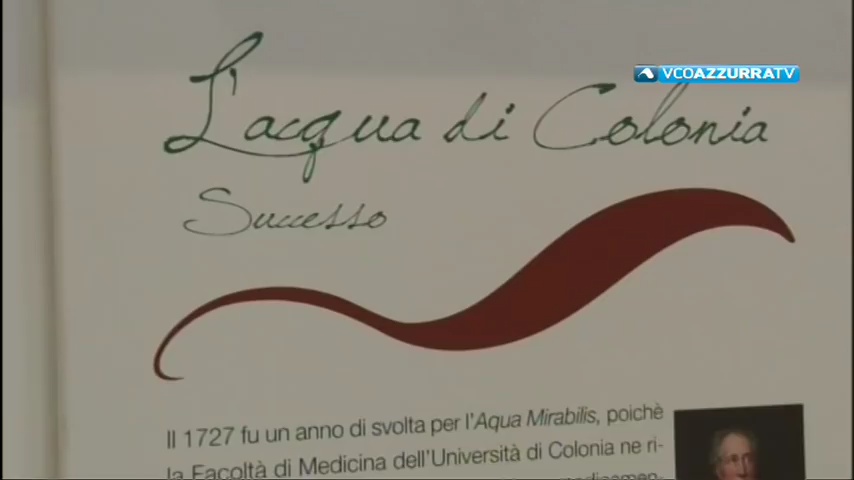 VCOAZZURRATV
L'acqua di Colonia
Successo
Il 1727 fu un anno di svolta per l'Aqua Mirabilis, poichè
la Facoltà di Medicina dell'Università di Colonia ne ri-